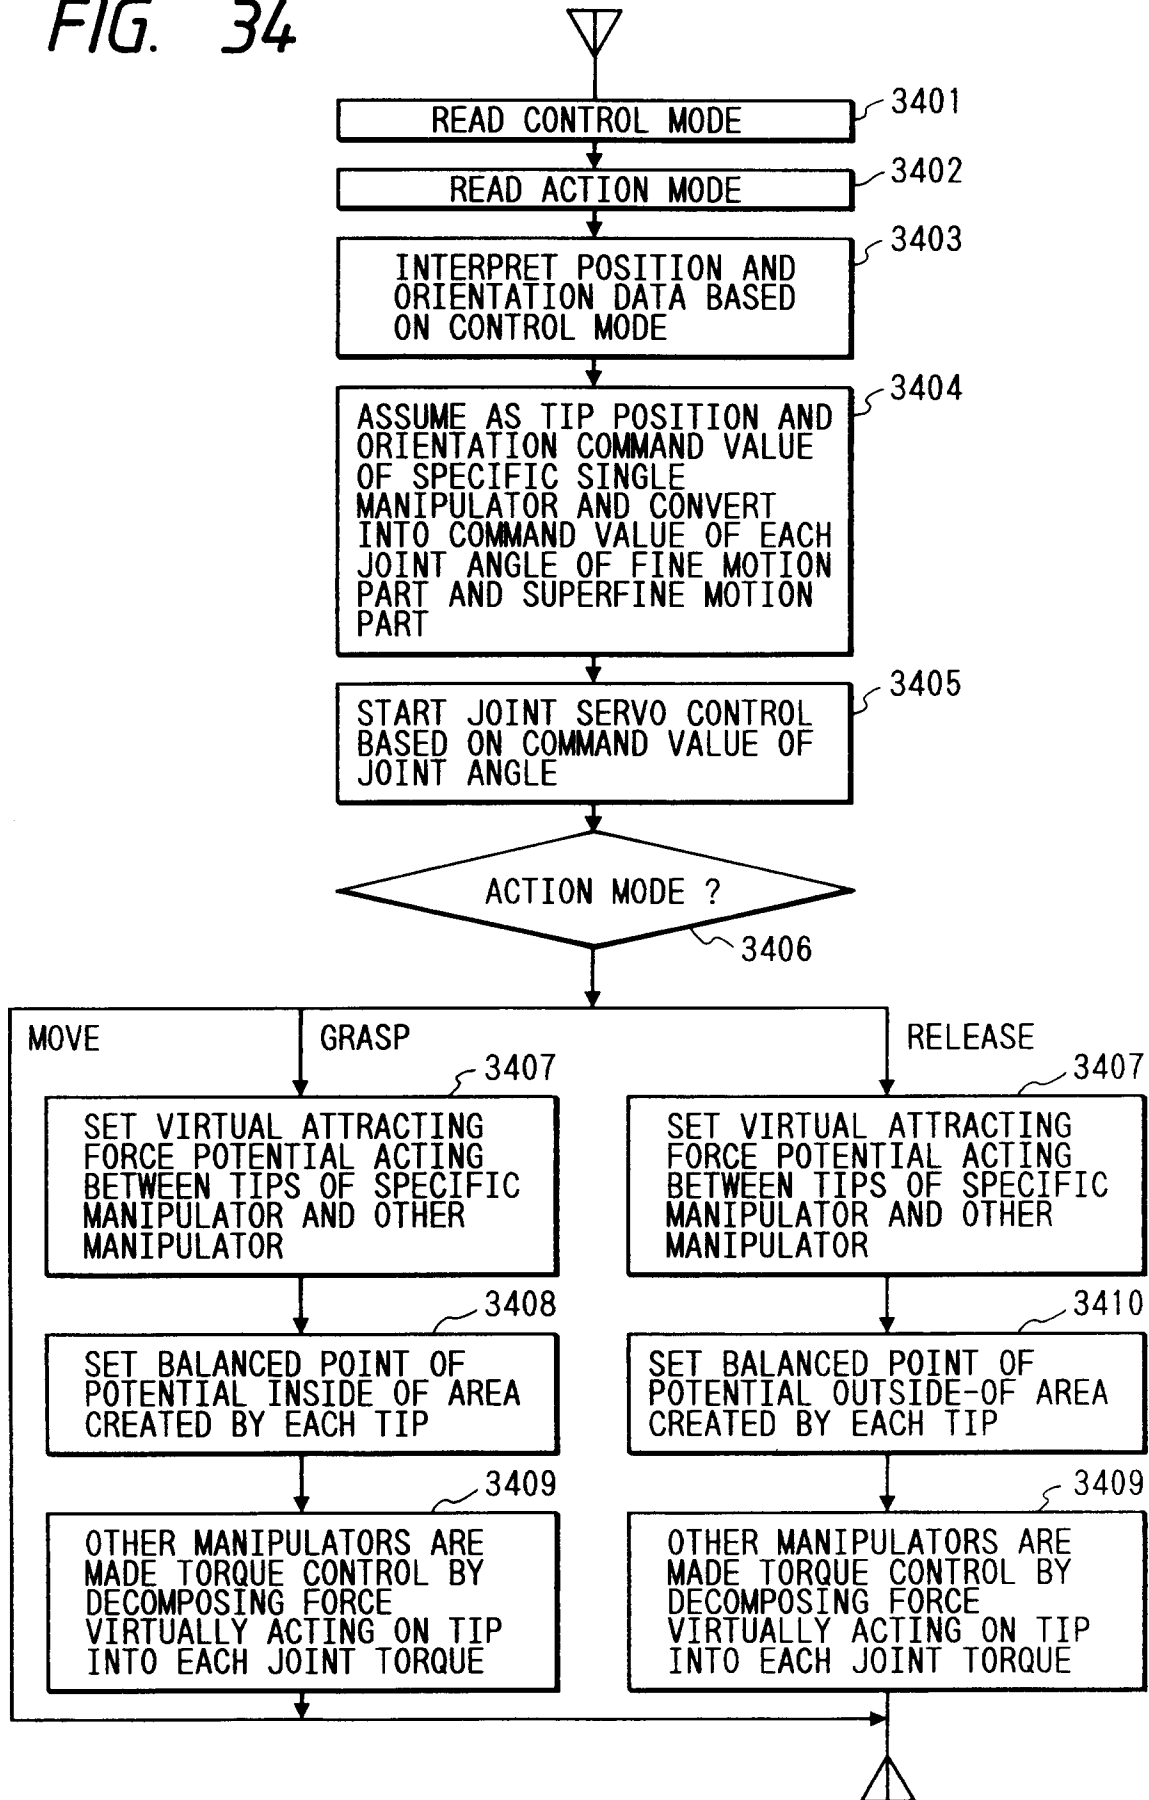 FIG. 34
3401
READ CONTROL MODE
3402
READ ACTION MODE
3403
INTERPRET POSITION AND
ORIENTATION DATA BASED
ON CONTROL MODE
3404
ASSUME AS TIP POSITION AND
ORIENTATION COMMAND VALUE
OF SPECIFIC SINGLE
MANIPULATOR AND CONVERT
INTO COMMAND VALUE OF EACH
JOINT ANGLE OF FINE MOTION
PART AND SUPERFINE MOTION
PART
3405
START JOINT SERVO CONTROL
BASED ON COMMAND VALUE OF
JOINT ANGLE
ACTION MODE ?
3406
MOVE
GRASP
RELEASE
3407
SET VIRTUAL ATTRACTING
FORCE POTENTIAL ACTING
BETWEEN TIPS OF SPECIFIC
MANIPULATOR AND OTHER
MANIPULATOR
3408
SET BALANCED POINT OF
POTENTIAL INSIDE OF AREA
CREATED BY EACH TIP
3409
OTHER MANIPULATORS ARE
MADE TORQUE CONTROL BY
DECOMPOSING FORCE
VIRTUALLY ACTING ON TIP
INTO EACH JOINT TORQUE
3407
SET VIRTUAL ATTRACTING
FORCE POTENTIAL ACTING
BETWEEN TIPS OF SPECIFIC
MANIPULATOR AND OTHER
MANIPULATOR
3410
SET BALANCED POINT OF
POTENTIAL OUTSIDE-OF AREA
CREATED BY EACH TIP
3409
OTHER MANIPULATORS ARE
MADE TORQUE CONTROL BY
DECOMPOSING FORCE
VIRTUALLY ACTING ON TIP
INTO EACH JOINT TORQUE